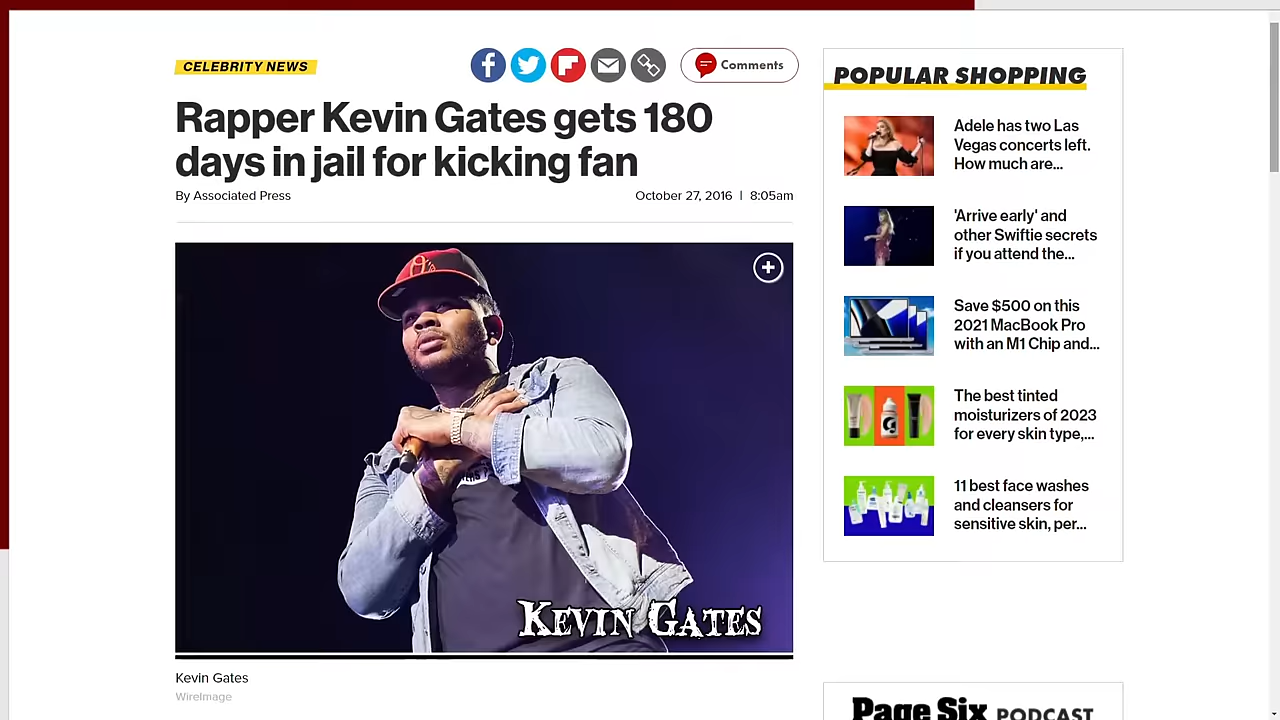 CELEBRITY NEWS
Comments
Rapper Kevin Gates gets 180
days in jail for kicking fan
By Associated Press
October 27, 2016 | 8:05am
KEVIN GATES
Kevin Gates
WireImage
POPULAR SHOPPING
Adele has two Las
Vegas concerts left.
How much are...
'Arrive early' and
other Swiftie secrets
if you attend the...
Save $500 on this
2021 MacBook Pro
with an M1 Chip and...
The best tinted
moisturizers of 2023
for every skin type,...
11 best face washes
and cleansers for
sensitive skin, per...
Page Six PODCAST